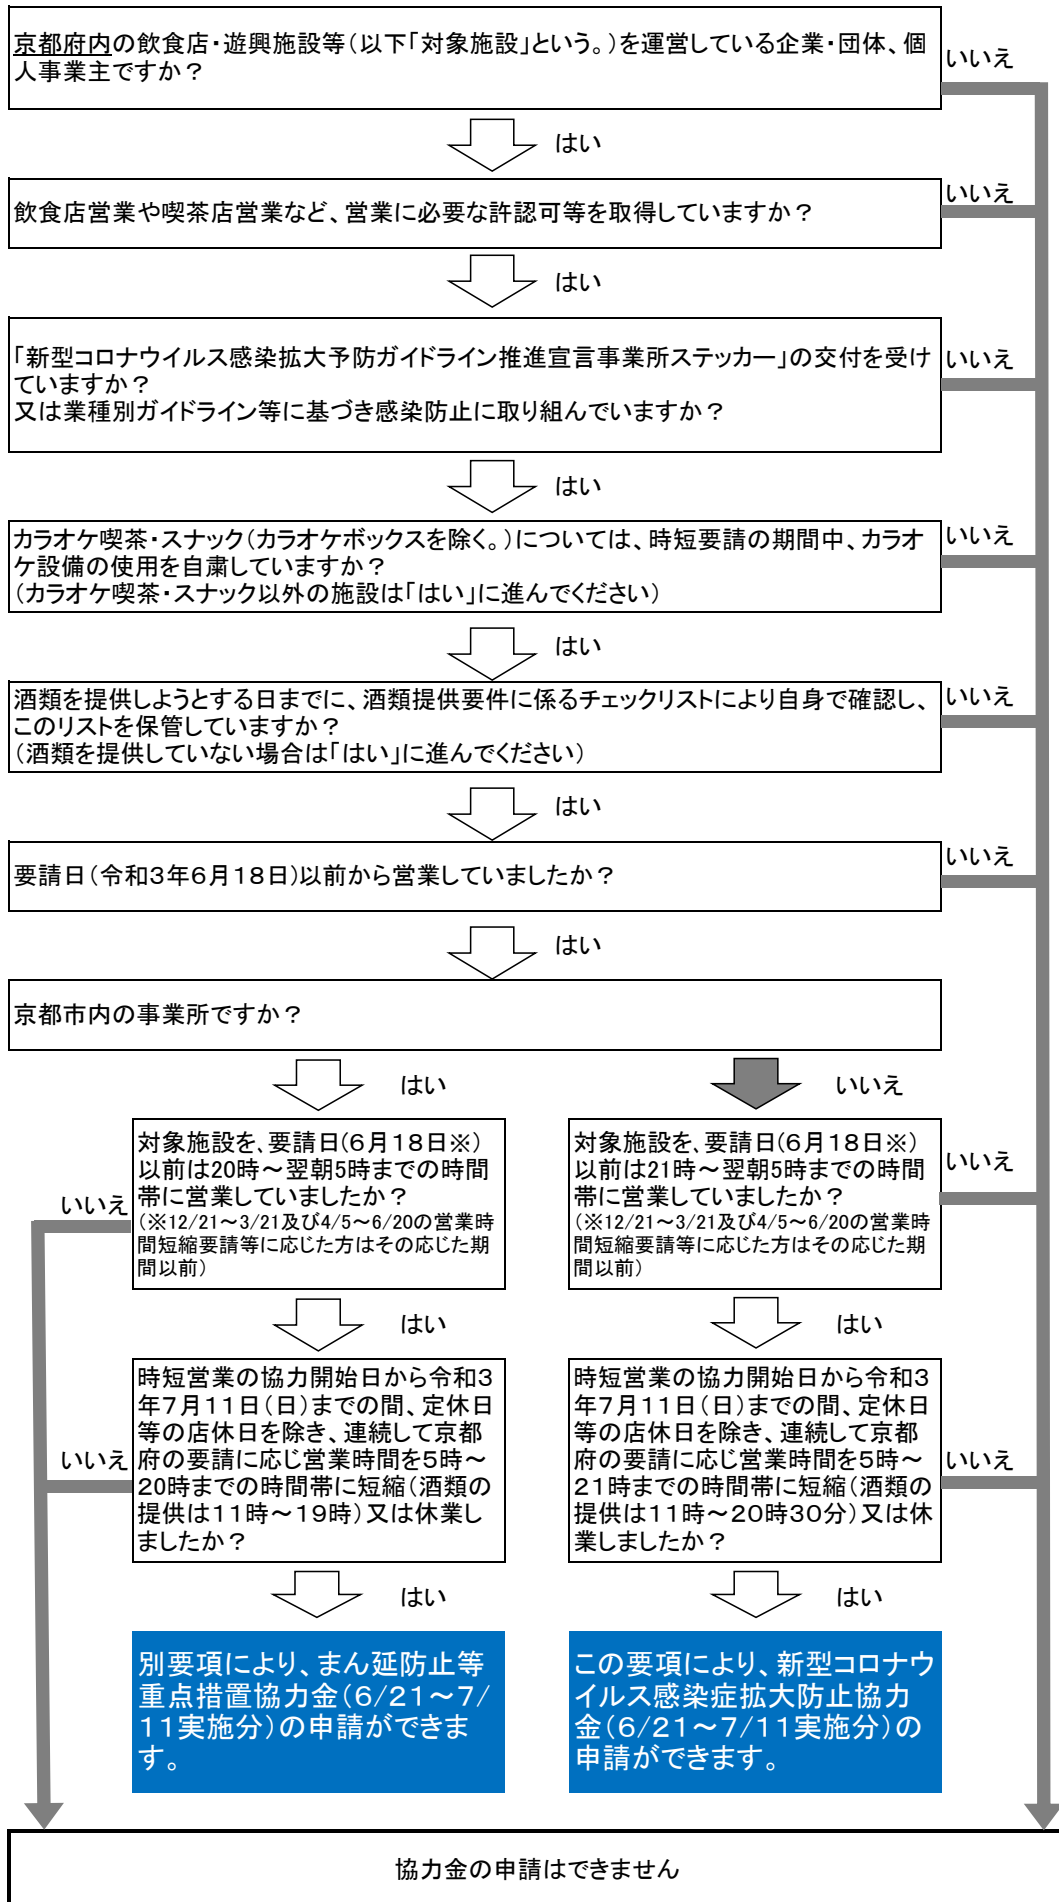 京都府内の飲食店・遊興施設等（以下「対象施設」という。）を運営している企業・団体、個
人事業主ですか？
いいえ
はい
飲食店営業や喫茶店営業など、営業に必要な許認可等を取得していますか？
いいえ
はい
「新型コロナウイルス感染拡大予防ガイドライン推進宣言事業所ステッカー」の交付を受け
ていますか？
又は業種別ガイドライン等に基づき感染防止に取り組んでいますか？
いいえ
はい
カラオケ喫茶・スナック（カラオケボックスを除く。）については、時短要請の期間中、カラオ
ケ設備の使用を自粛していますか？
（カラオケ喫茶・スナック以外の施設は「はい」に進んでください）
いいえ
はい
酒類を提供しようとする日までに、酒類提供要件に係るチェックリストにより自身で確認し、
このリストを保管していますか？
（酒類を提供していない場合は「はい」に進んでください）
いいえ
はい
要請日（令和３年６月１８日）以前から営業していましたか？
いいえ
はい
京都市内の事業所ですか？
はい
いいえ
対象施設を、要請日(６月１８日※)
以前は20時～翌朝５時までの時間
帯に営業していましたか？
（※12/21～3/21及び4/5～6/20の営業時
間短縮要請等に応じた方はその応じた期
間以前）
いいえ
はい
対象施設を、要請日(６月１８日※)
以前は21時～翌朝５時までの時間
帯に営業していましたか？
（※12/21～3/21及び4/5～6/20の営業時
間短縮要請等に応じた方はその応じた期
間以前）
いいえ
はい
時短営業の協力開始日から令和３
年７月１１日（日）までの間、定休日
等の店休日を除き、連続して京都
府の要請に応じ営業時間を５時～
２０時までの時間帯に短縮（酒類の
提供は１１時～１９時）又は休業し
ましたか？
いいえ
はい
時短営業の協力開始日から令和３
年７月１１日（日）までの間、定休日
等の店休日を除き、連続して京都
府の要請に応じ営業時間を５時～
２１時までの時間帯に短縮（酒類の
提供は１１時～２０時３０分）又は休
業しましたか？
いいえ
はい
別要項により、まん延防止等
重点措置協力金（６/２１～７/
１１実施分）の申請ができま
す。
この要項により、新型コロナウ
イルス感染症拡大防止協力
金（６/２１～７/１１実施分）の
申請ができます。
協力金の申請はできません